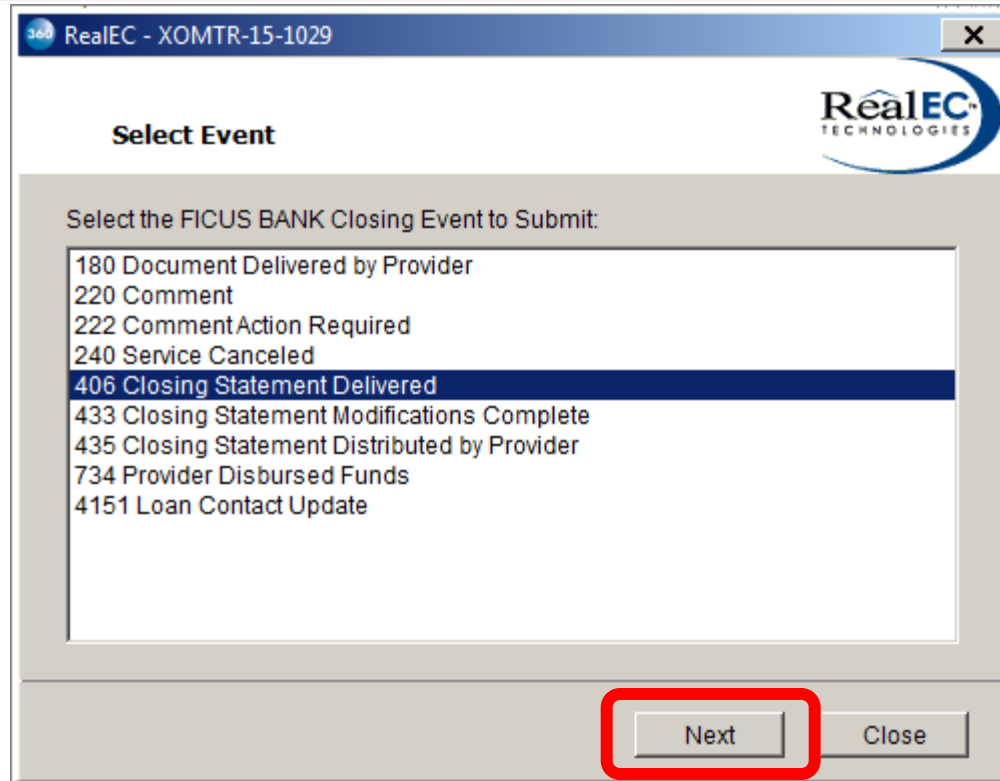 360 RealEC - XOMTR-15-1029
RealEC
TECHNOLOGIES
Select Event
Select the FICUS BANK Closing Event to Submit:
180 Document Delivered by Provider
220 Comment
222 Comment Action Required
240 Service Canceled
406 Closing Statement Delivered
433 Closing Statement Modifications Complete
435 Closing Statement Distributed by Provider
734 Provider Disbursed Funds
4151 Loan Contact Update
Next Close